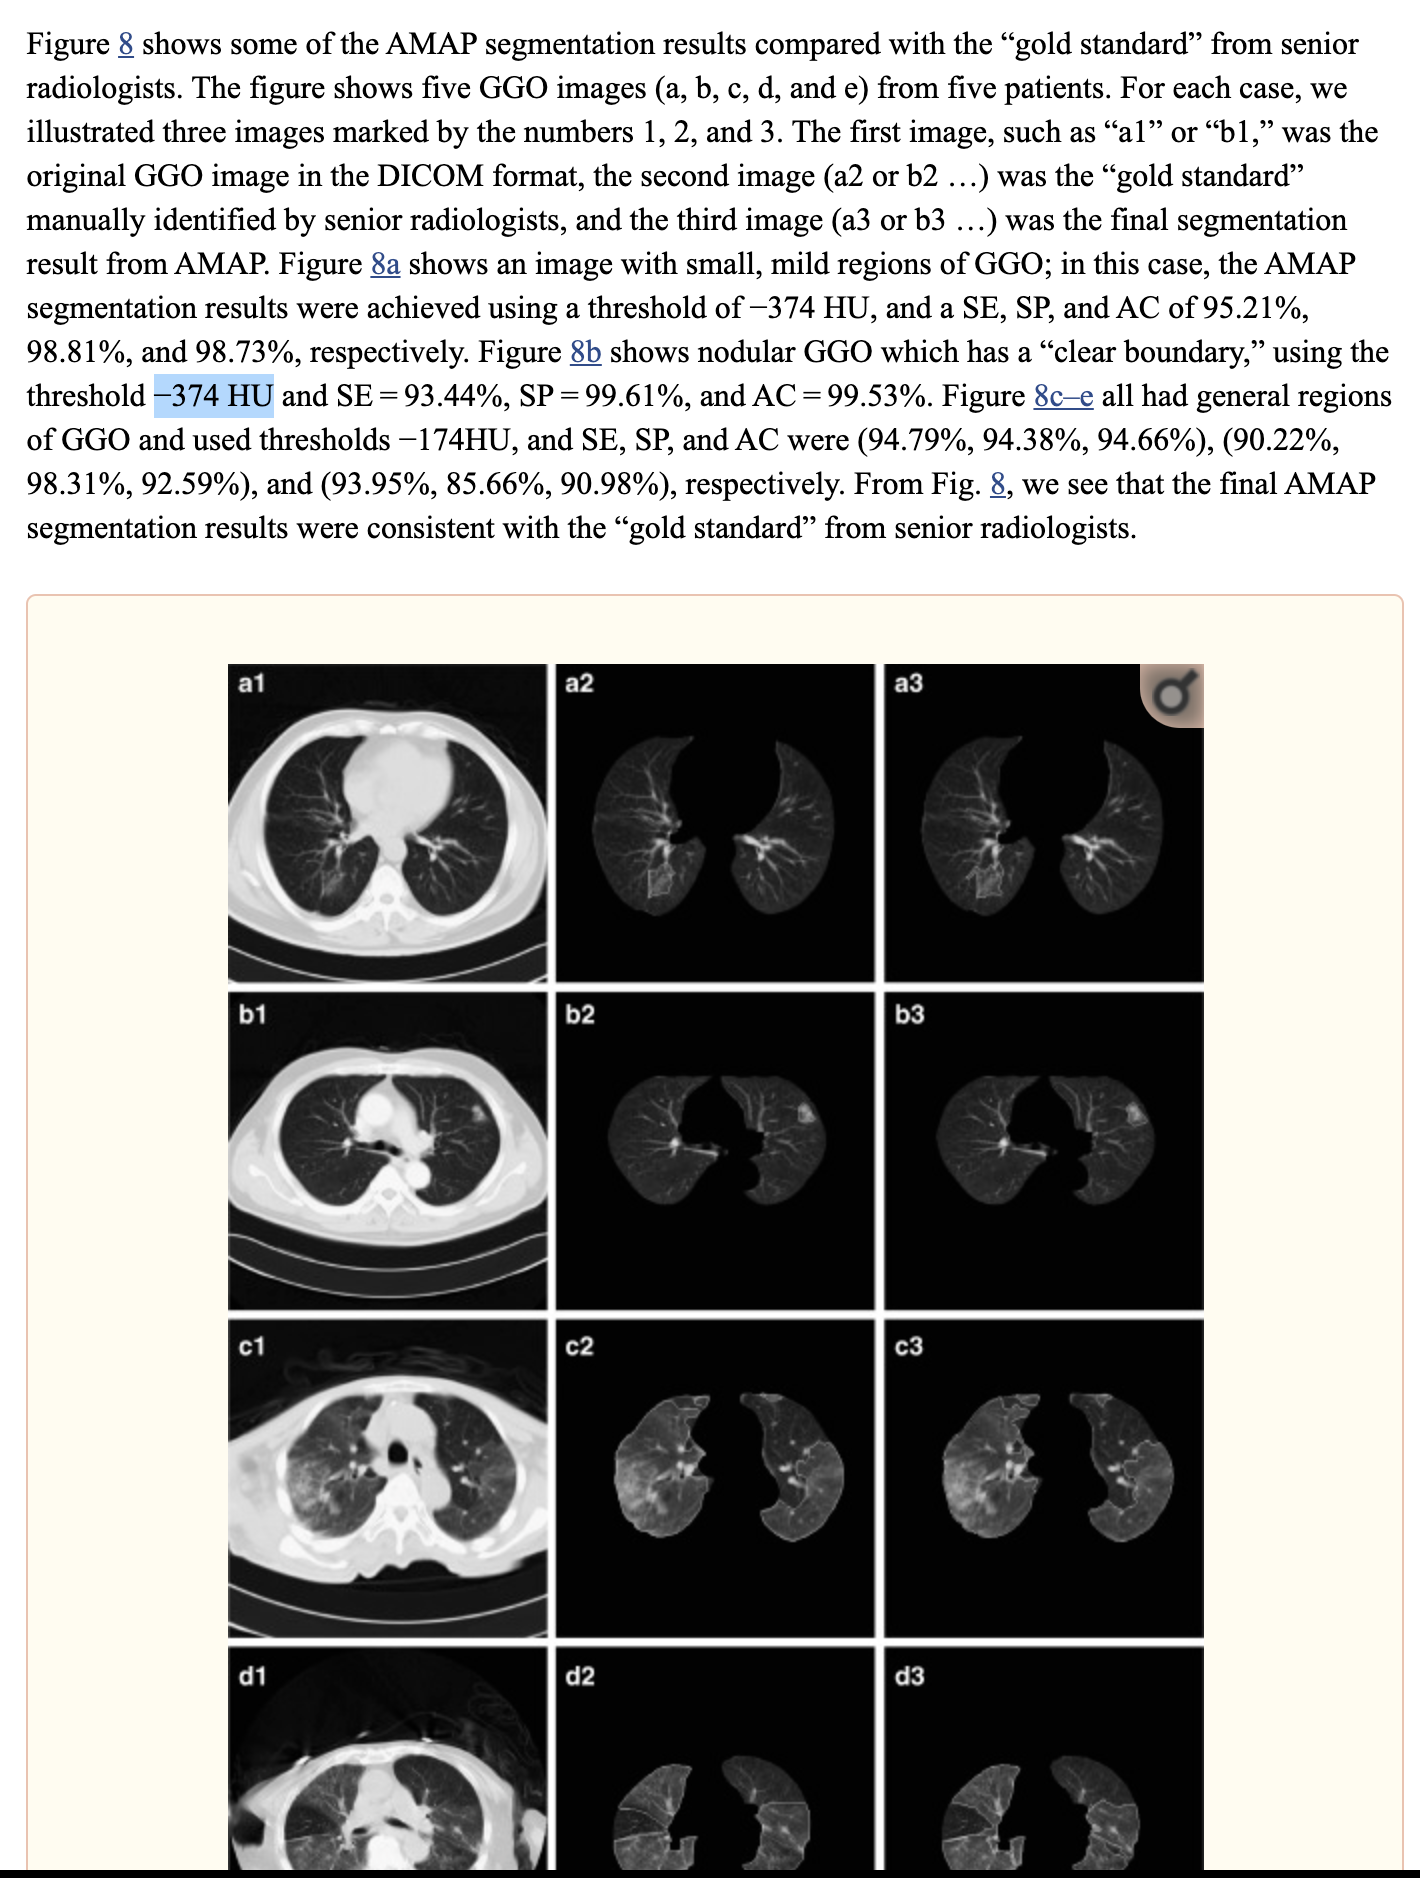 Figure 8 shows some of the AMAP segmentation results compared with the “gold standard” from senior
radiologists. The figure shows five GGO images (a, b, c, d, and e) from five patients. For each case, we
illustrated three images marked by the numbers 1, 2, and 3. The first image, such as “a1” or “b1,” was the
original GGO image in the DICOM format, the second image (a2 or b2 …) was the “gold standard”
manually identified by senior radiologists, and the third image (a3 or b3 …) was the final segmentation
result from AMAP. Figure 8a shows an image with small, mild regions of GGO; in this case, the AMAP
segmentation results were achieved using a threshold of −374 HU, and a SE, SP, and AC of 95.21%,
98.81%, and 98.73%, respectively. Figure 8b shows nodular GGO which has a “clear boundary,” using the
threshold −374 HU and SE = 93.44%, SP = 99.61%, and AC = 99.53%. Figure 8c–e all had general regions
of GGO and used thresholds −174HU, and SE, SP, and AC were (94.79%, 94.38%, 94.66%), (90.22%,
98.31%, 92.59%), and (93.95%, 85.66%, 90.98%), respectively. From Fig. 8, we see that the final AMAP
segmentation results were consistent with the “gold standard” from senior radiologists.
a1 a2 a3
b1 b2 b3
c1 c2 c3
d1 d2 d3